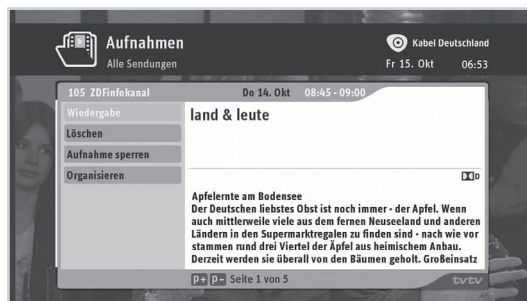 Aufnahmen
Alle Sendungen
Kabel Deutschland
Fr 15. Okt 06:53
105 ZDFinfokanal Do 14. Okt 08:45 - 09:00
Wiedergabe
Löschen
Aufnahme sperren
Organisieren
land & leute
D
Apfelernte am Bodensee
Der Deutschen liebstes Obst ist noch immer - der Apfel. Wenn
auch mittlerweile viele aus dem fernen Neuseeland und anderen
Ländern in den Supermarktregalen zu finden sind - nach wie vor
stammen rund drei Viertel der Äpfel aus heimischem Anbau.
Derzeit werden sie überall von den Bäumen geholt. Großeinsatz
p+ p- Seite 1 von 5
tvtv